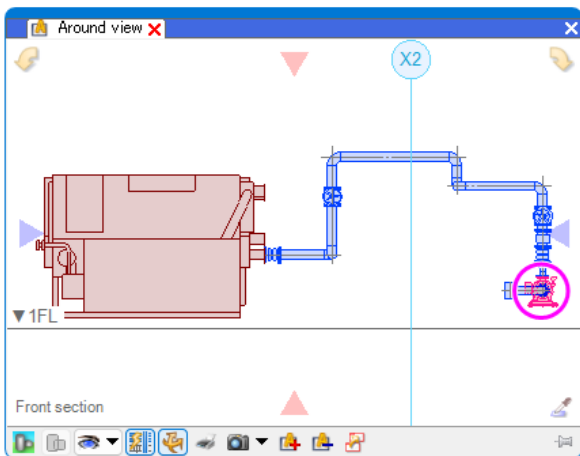 Around view
X2
▼1FL
Front section